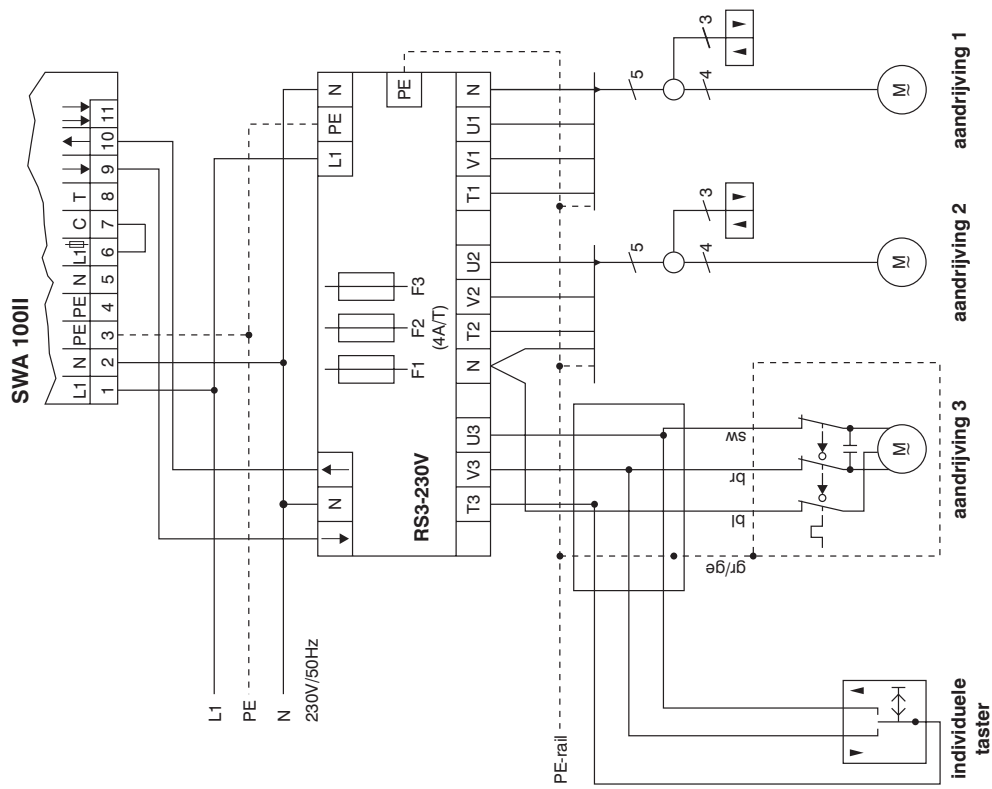 SWA 100II
L1 N PE PE N L1 C T
1 2 3 4 5 6 7 8 9 10 11
L1
PE
N
230V/50Hz
N
L1 PE N
PE
RS3-230V
F1 F2 F3
(4A/T)
T3 V3 U3 N T2 V2 U2 T1 V1 U1 N
PE-rail
gr/ge
bl
br
sw
5
3
4
5
3
4
M~
M~
M~
individuele
taster
aandrijving 3
aandrijving 2
aandrijving 1